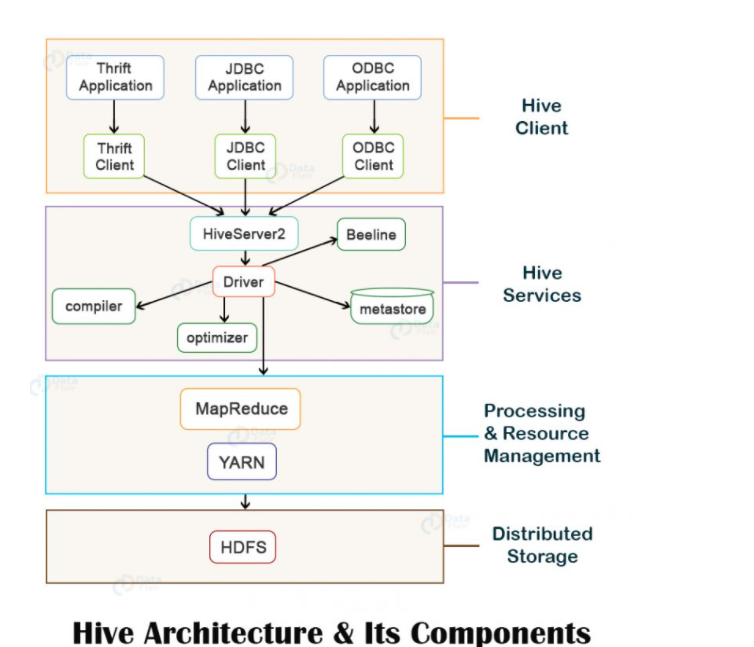 Thrift
Application
JDBC
Application
ODBC
Application
Hive
Client
Thrift
Client
JDBC
Client
ODBC
Client
HiveServer2
Beeline
Driver
Hive
Services
compiler
metastore
optimizer
MapReduce
Processing
& Resource
Management
YARN
HDFS
Distributed
Storage
Hive Architecture & Its Components